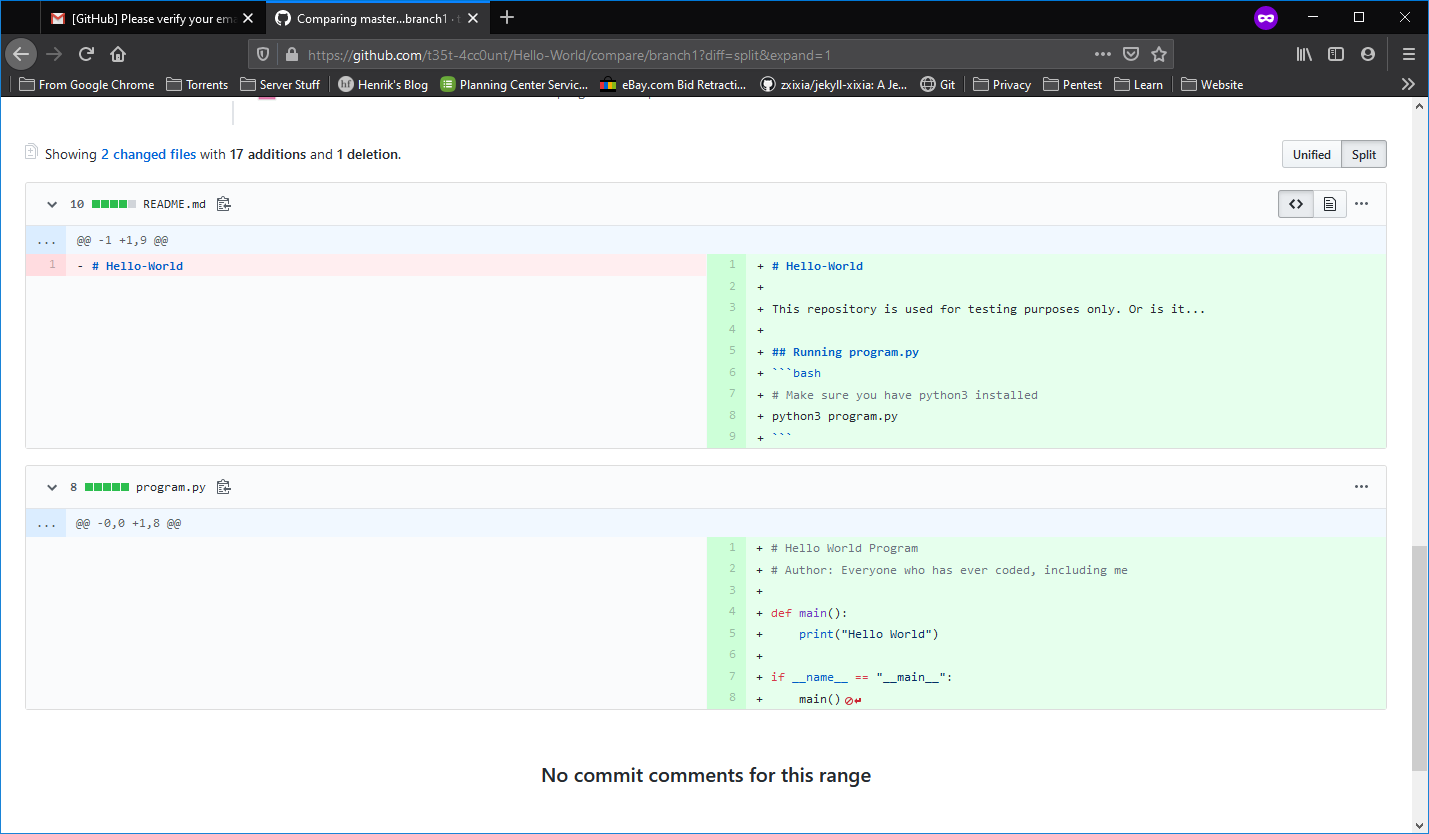 [GitHub] Please verify your ema
Comparing master...branch1 · t
https://github.com/t35t-4cc0unt/Hello-World/compare/branch1?diff=split&expand=1
From Google Chrome
Torrents
Server Stuff
hf Henrik's Blog
Planning Center Servic...
eBay.com Bid Retracti...
zxixia/jekyll-xixia: A Je...
Git
Privacy
Pentest
Learn
Website
Showing 2 changed files with 17 additions and 1 deletion.
Unified Split
10 README.md
... @@ -1 +1,9 @@
1 - # Hello-World
1 + # Hello-World
2 +
3 + This repository is used for testing purposes only. Or is it...
4 +
5 + ## Running program.py
6 + ```bash
7 + # Make sure you have python3 installed
8 + python3 program.py
9 + ```
8 program.py
... @@ -0,0 +1,8 @@
1 + # Hello World Program
2 + # Author: Everyone who has ever coded, including me
3 +
4 + def main():
5 +     print("Hello World")
6 +
7 + if __name__ == "__main__":
8 +     main()
No commit comments for this range